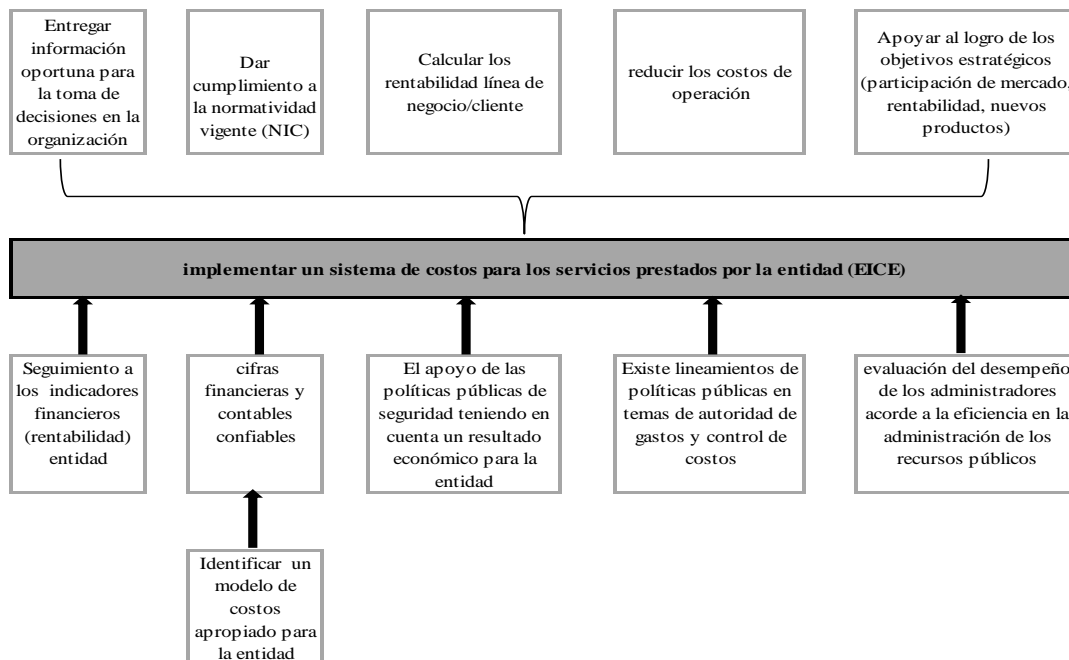 Entregar
información
oportuna para
la toma de
decisiones en la
organización
Dar
cumplimiento a
la normatividad
vigente (NIC)
Calcular los
rentabilidad línea de
negocio/cliente
reducir los costos de
operación
Apoyar al logro de los
objetivos estratégicos
(participación de mercado,
rentabilidad, nuevos
productos)
implementar un sistema de costos para los servicios prestados por la entidad (EICE)
Seguimiento a
los indicadores
financieros
(rentabilidad)
entidad
cifras
financieras y
contables
confiables
El apoyo de las
políticas públicas de
seguridad teniendo en
cuenta un resultado
económico para la
entidad
Existe lineamientos de
políticas públicas en
temas de autoridad de
gastos y control de
costos
evaluación del desempeño
de los administradores
acorde a la eficiencia en la
administración de los
recursos públicos
Identificar un
modelo de
costos
apropiado para
la entidad